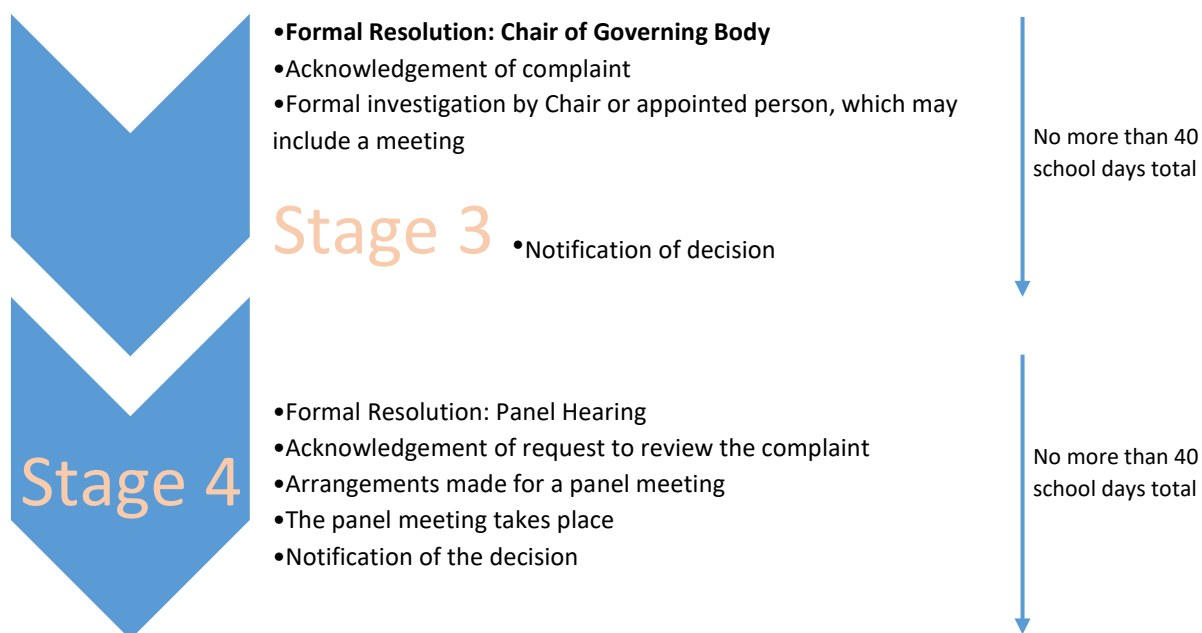 •Formal Resolution: Chair of Governing Body
•Acknowledgement of complaint
•Formal investigation by Chair or appointed person, which may
include a meeting
No more than 40
school days total
Stage 3 •Notification of decision
Stage 4
•Formal Resolution: Panel Hearing
•Acknowledgement of request to review the complaint
•Arrangements made for a panel meeting
•The panel meeting takes place
•Notification of the decision
No more than 40
school days total